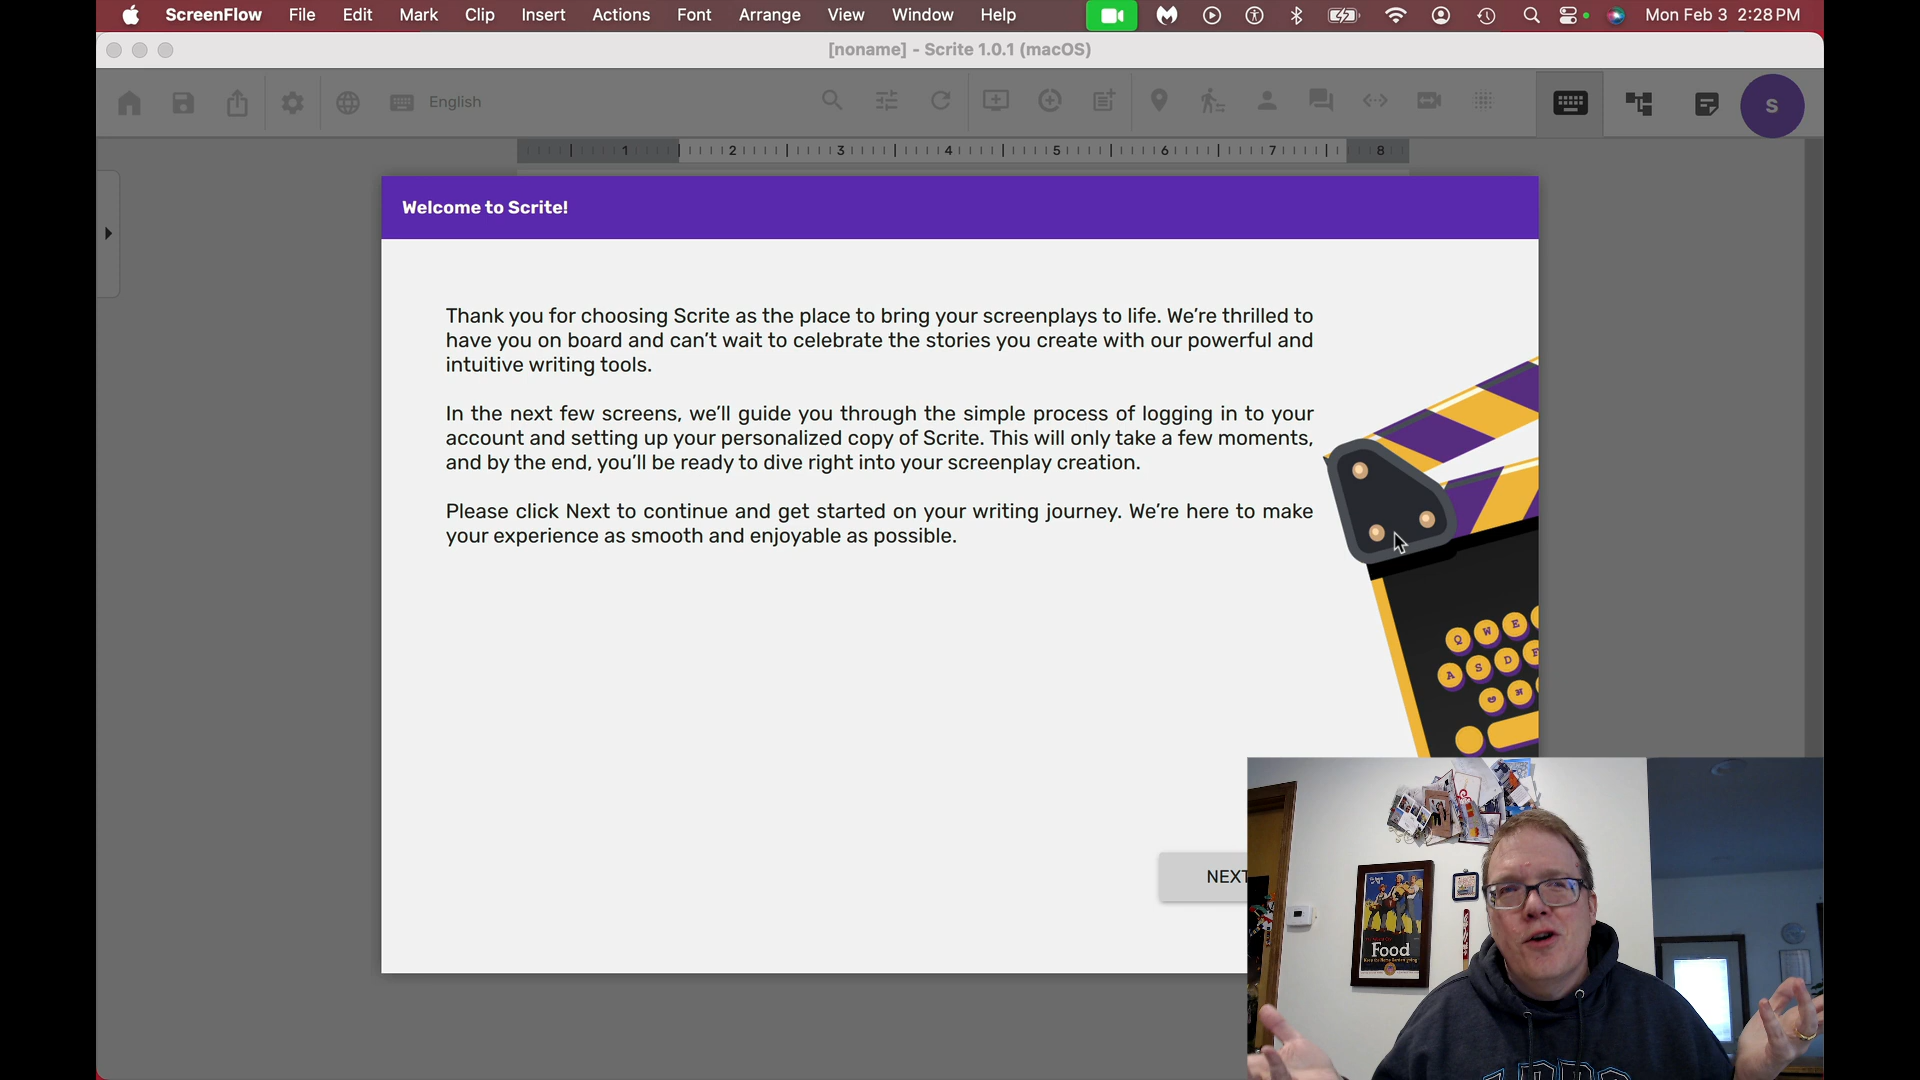 ScreenFlow File Edit Mark Clip Insert Actions Font Arrange View Window Help Mon Feb 3 2:28 PM
[noname] - Scrite 1.0.1 (macOS)
English
S
1 2 3 4 5 6 7 8
Welcome to Scrite!
Thank you for choosing Scrite as the place to bring your screenplays to life. We’re thrilled to
have you on board and can’t wait to celebrate the stories you create with our powerful and
intuitive writing tools.
In the next few screens, we’ll guide you through the simple process of logging in to your
account and setting up your personalized copy of Scrite. This will only take a few moments,
and by the end, you’ll be ready to dive right into your screenplay creation.
Please click Next to continue and get started on your writing journey. We’re here to make
your experience as smooth and enjoyable as possible.
Q W E
A S D F
NEXT
Food